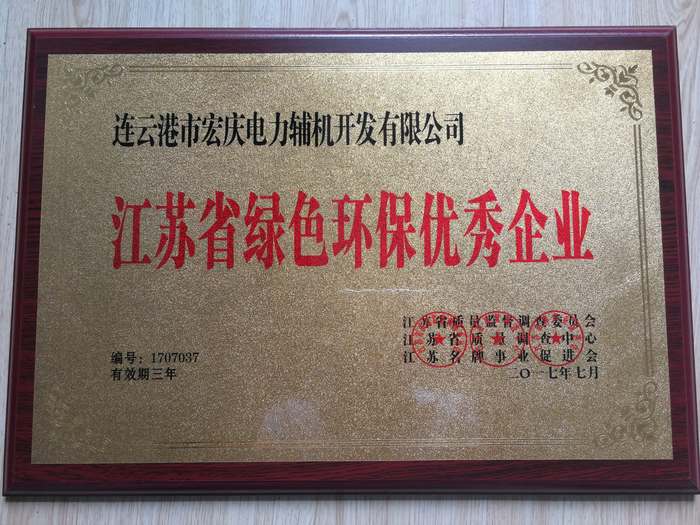 连云港市宏庆电力辅机开发有限公司
江苏省绿色环保优秀企业
江苏省质量监督调查委员会
江苏省质量调查中心
江苏名牌事业促进会
二〇一七年七月
编号：1707037
有效期三年